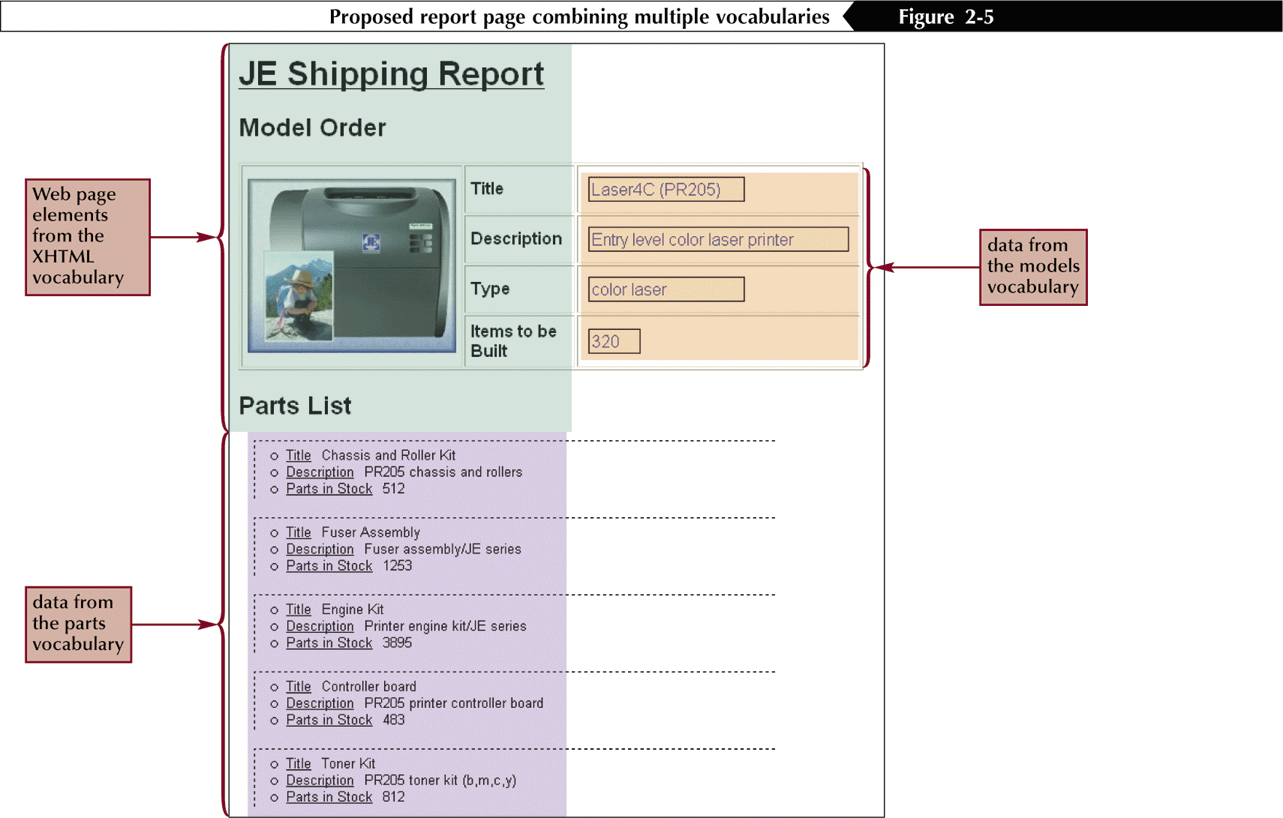 Proposed report page combining multiple vocabularies Figure 2-5
JE Shipping Report
Model Order
Web page
elements
from the
XHTML
vocabulary
Title Laser4C (PR205)
Description Entry level color laser printer
Type color laser
Items to be
Built 320
JE
data from
the models
vocabulary
Parts List
Title Chassis and Roller Kit
Description PR205 chassis and rollers
Parts in Stock 512
Title Fuser Assembly
Description Fuser assembly/JE series
Parts in Stock 1253
data from
the parts
vocabulary
Title Engine Kit
Description Printer engine kit/JE series
Parts in Stock 3895
Title Controller board
Description PR205 printer controller board
Parts in Stock 483
Title Toner Kit
Description PR205 toner kit (b,m,c,y)
Parts in Stock 812